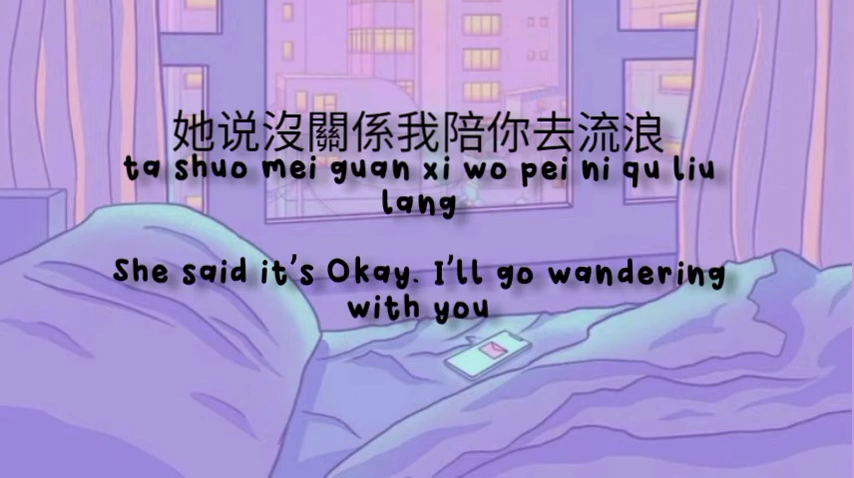 她说沒關係我陪你去流浪
ta shuo mei guan xi wo pei ni qu liu
lang
She said it's Okay. I'll go wandering
with you